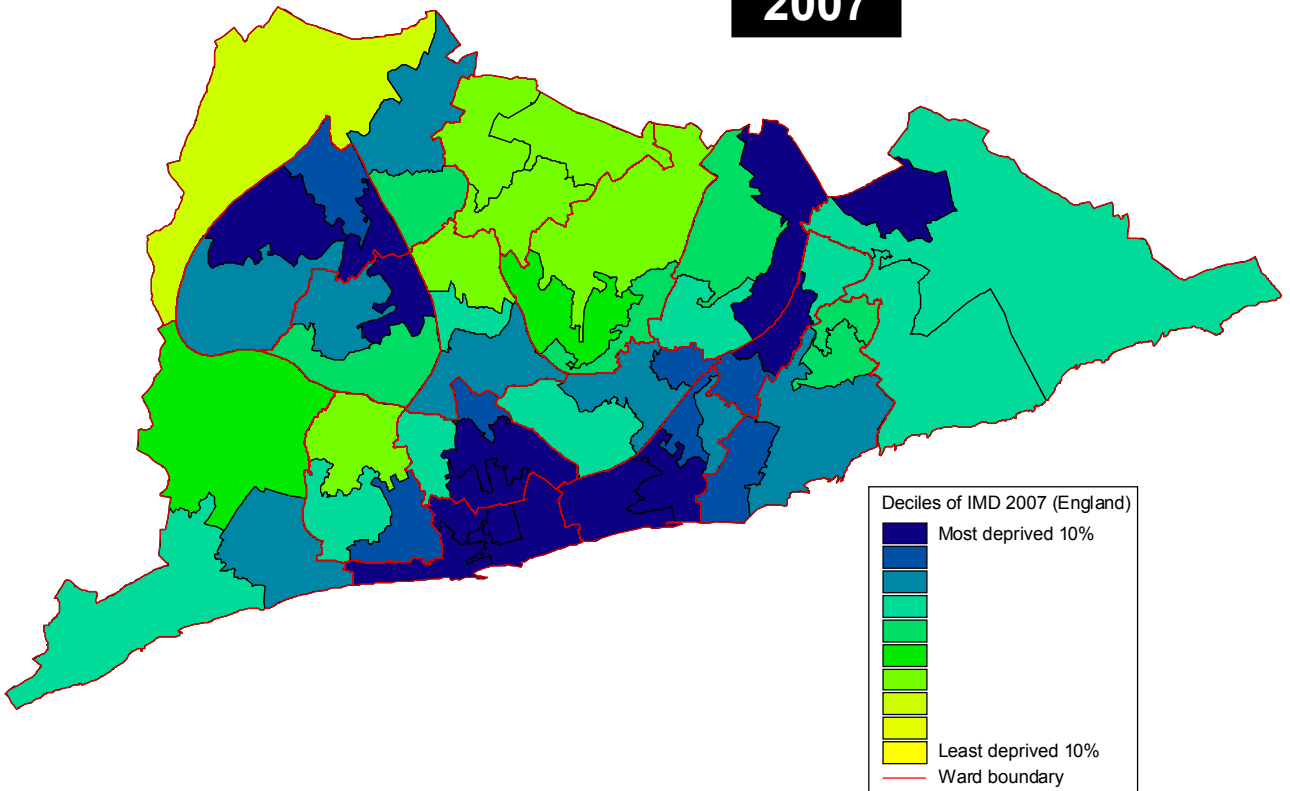 2007
Deciles of IMD 2007 (England)
Most deprived 10%
Least deprived 10%
Ward boundary